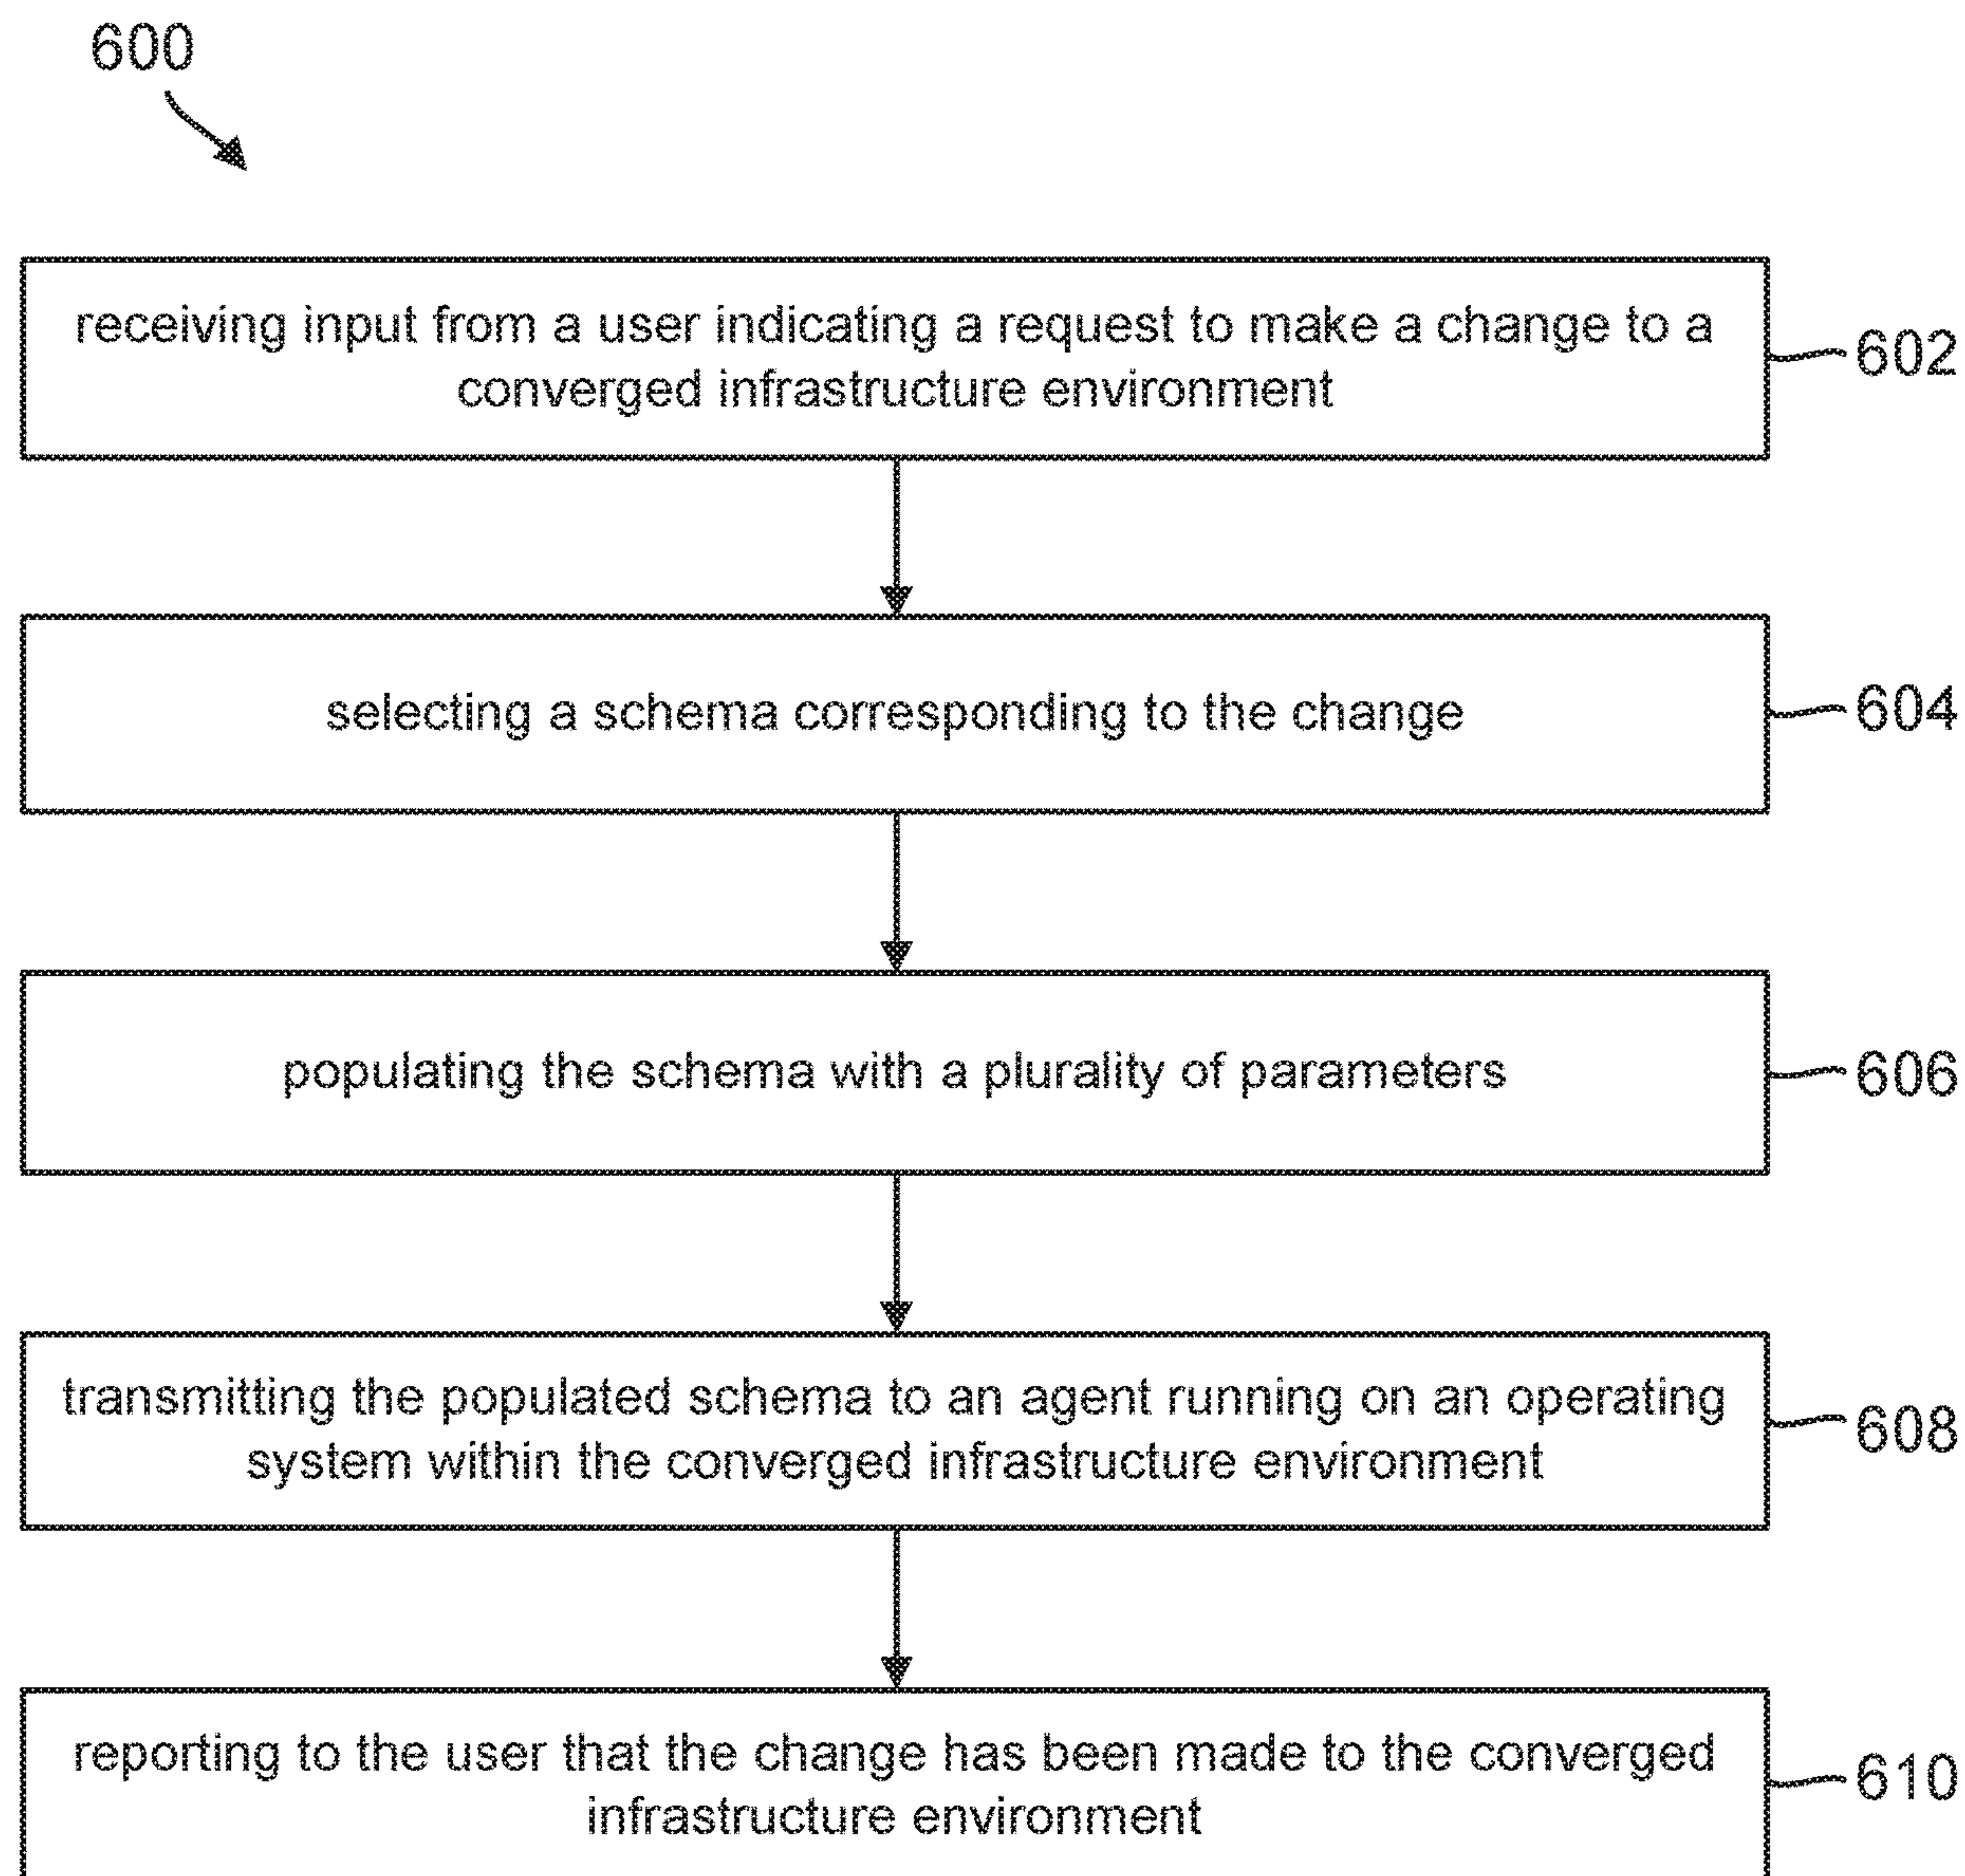 600
receiving input from a user indicating a request to make a change to a
converged infrastructure environment
602
selecting a schema corresponding to the change
604
populating the schema with a plurality of parameters
606
transmitting the populated schema to an agent running on an operating
system within the converged infrastructure environment
608
reporting to the user that the change has been made to the converged
infrastructure environment
610